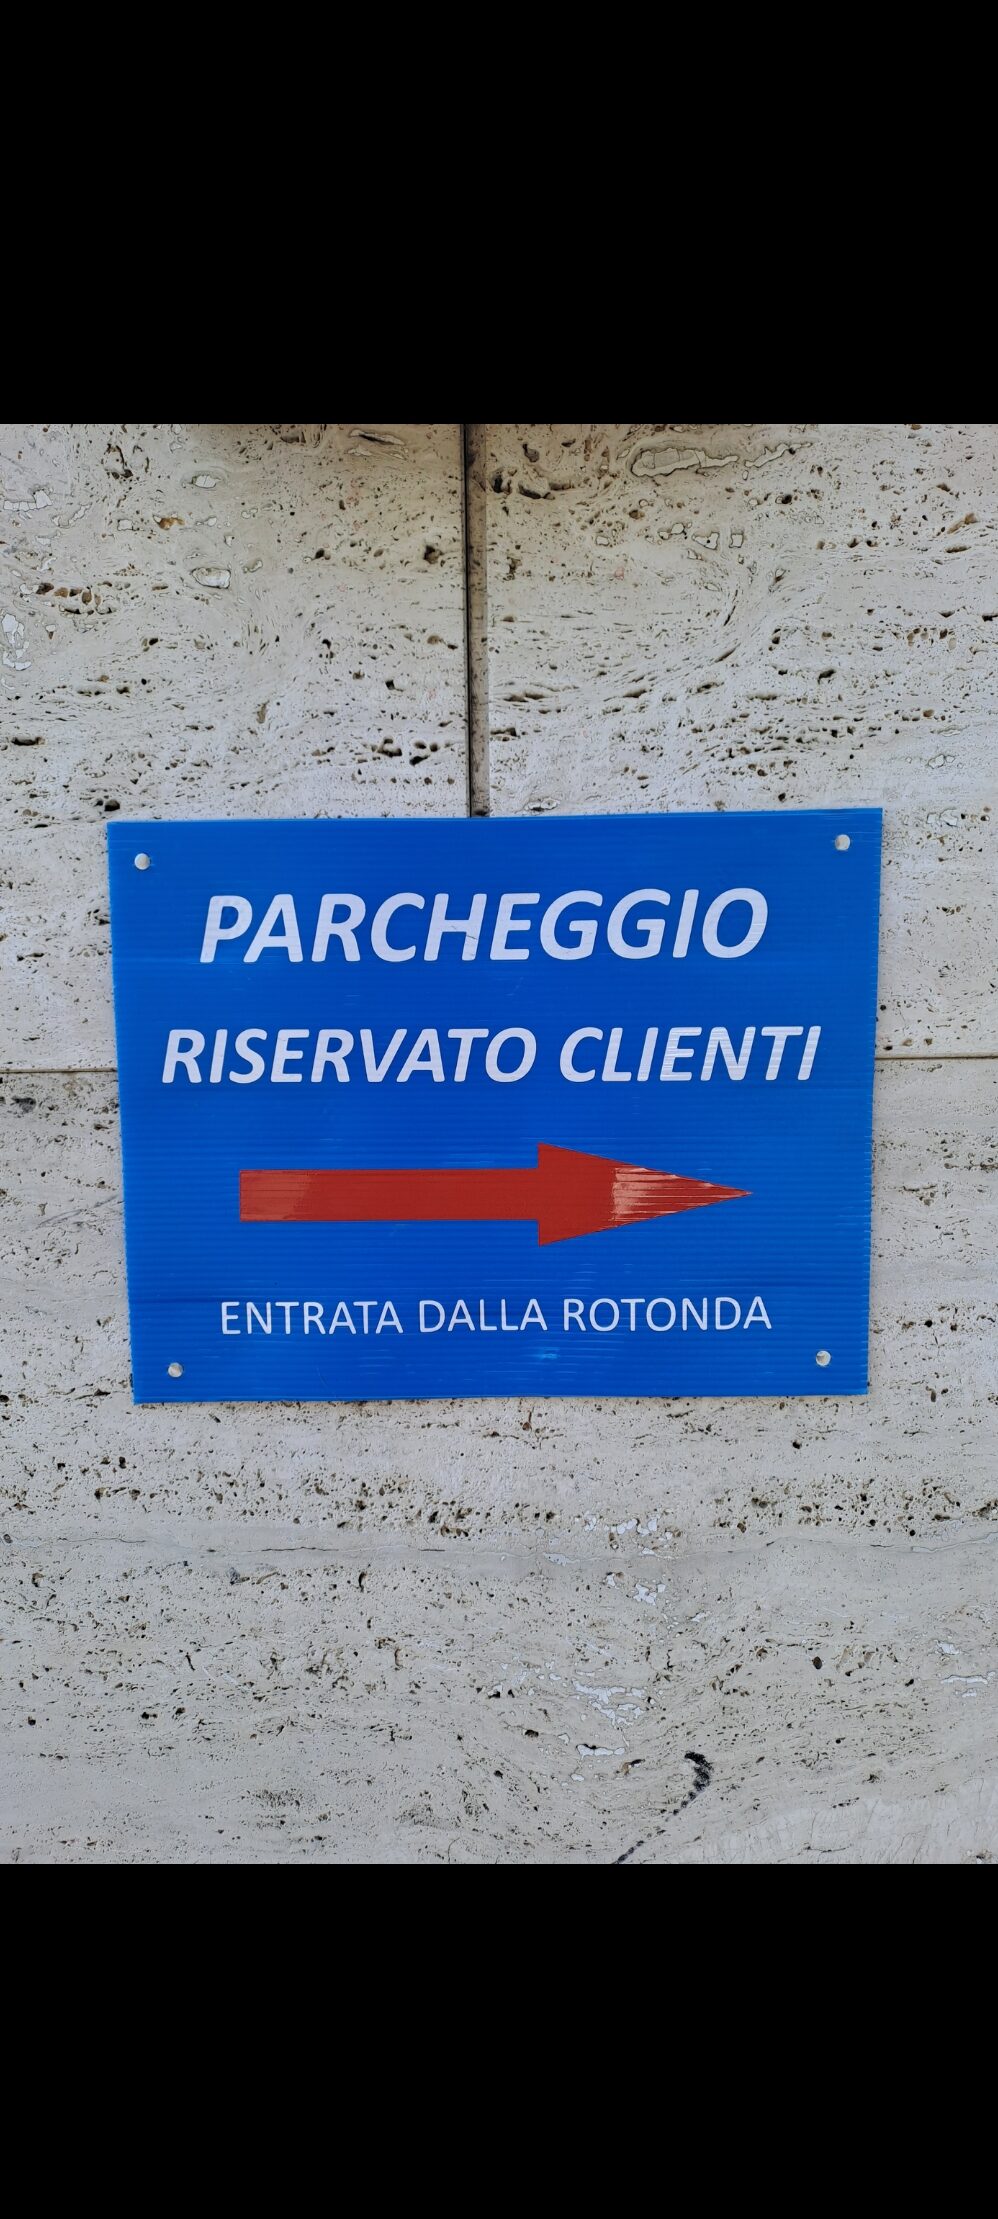 PARCHEGGIO
RISERVATO CLIENTI
ENTRATA DALLA ROTONDA